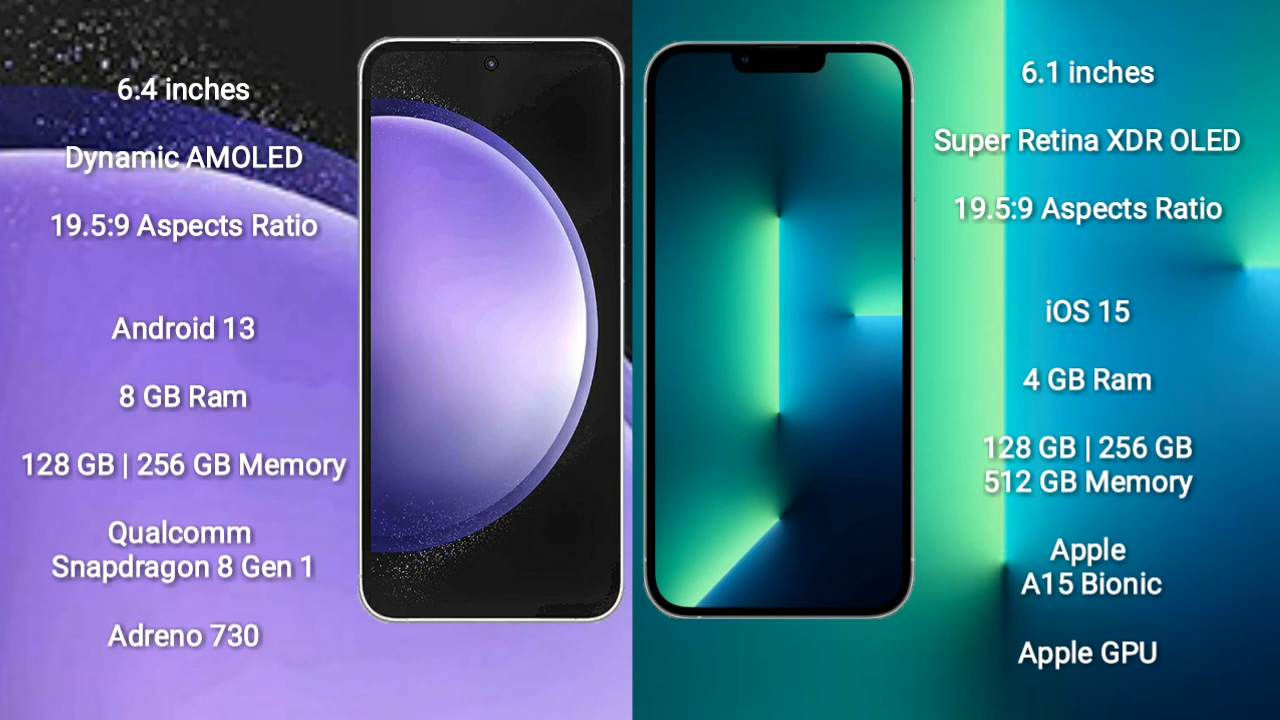 6.4 inches
Dynamic AMOLED
19.5:9 Aspects Ratio
Android 13
8 GB Ram
128 GB | 256 GB Memory
Qualcomm
Snapdragon 8 Gen 1
Adreno 730
6.1 inches
Super Retina XDR OLED
19.5:9 Aspects Ratio
iOS 15
4 GB Ram
128 GB | 256 GB
512 GB Memory
Apple
A15 Bionic
Apple GPU